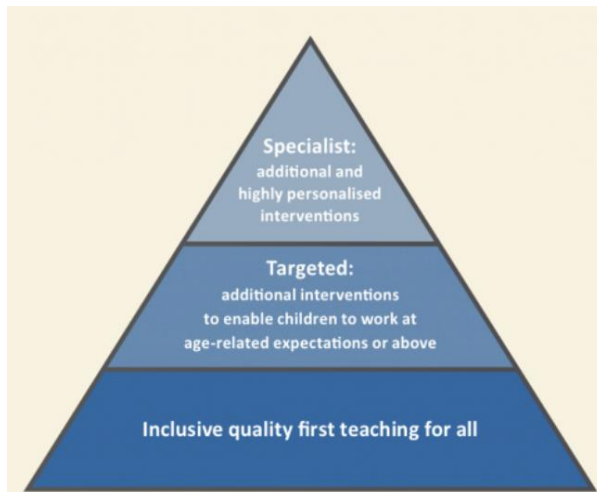 Specialist:
additional and
highly personalised
interventions
Targeted:
additional interventions
to enable children to work at
age-related expectations or above
Inclusive quality first teaching for all